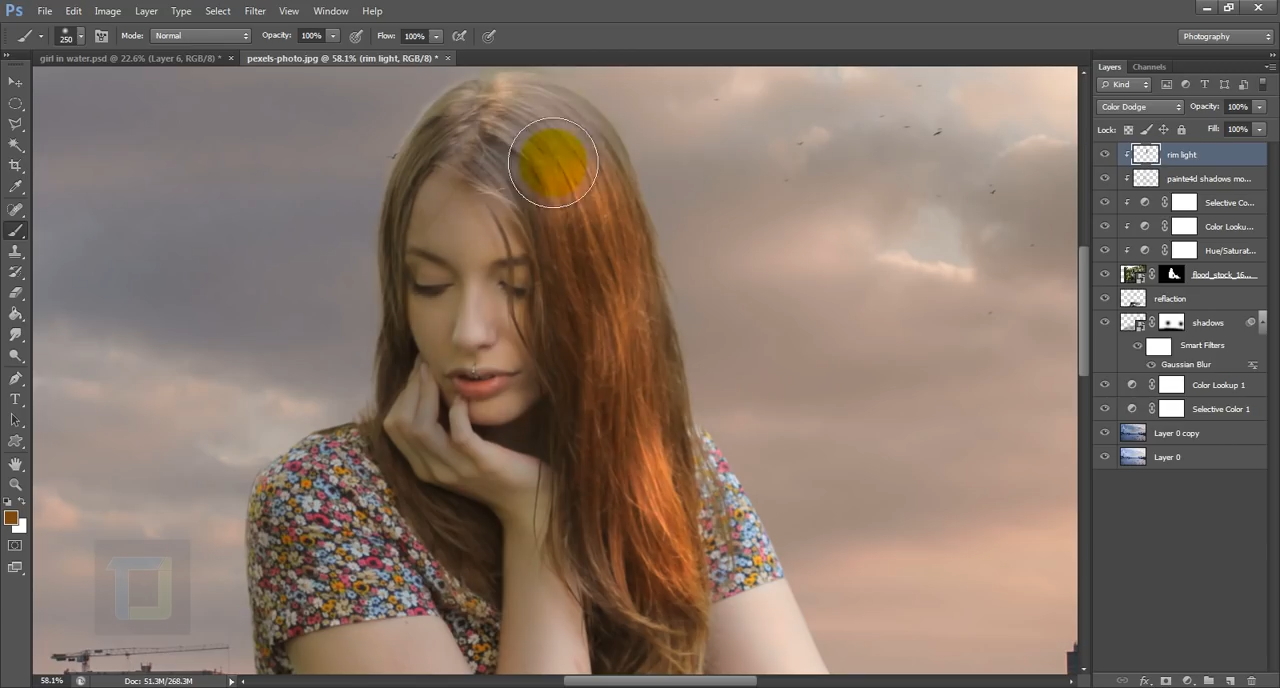 Ps File Edit Image Layer Type Select Filter View Window Help
250 Mode: Normal Opacity: 100% Flow: 100% Photography
girl in water.psd @ 22.6% (Layer 6, RGB/8) * × pexels-photo.jpg @ 58.1% (rim light, RGB/8*) * ×
Layers Channels
Kind
Color Dodge Opacity: 100%
Lock: Fill: 100%
rim light
painte4d shadows mo...
Selective Co...
Color Looku...
Hue/Saturat...
flood_stock_16...
reflaction
shadows
Smart Filters
Gaussian Blur
Color Lookup 1
Selective Color 1
Layer 0 copy
Layer 0
58.1% Doc: 51.3M/268.3M